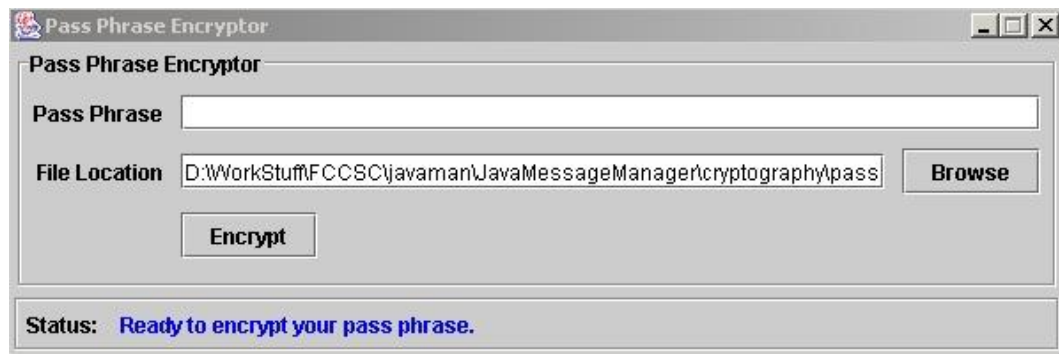 Pass Phrase Encryptor
Pass Phrase Encryptor
Pass Phrase
File Location D:\WorkStuff\FCCSC\javaman\JavaMessageManager\cryptography\pass Browse
Encrypt
Status: Ready to encrypt your pass phrase.